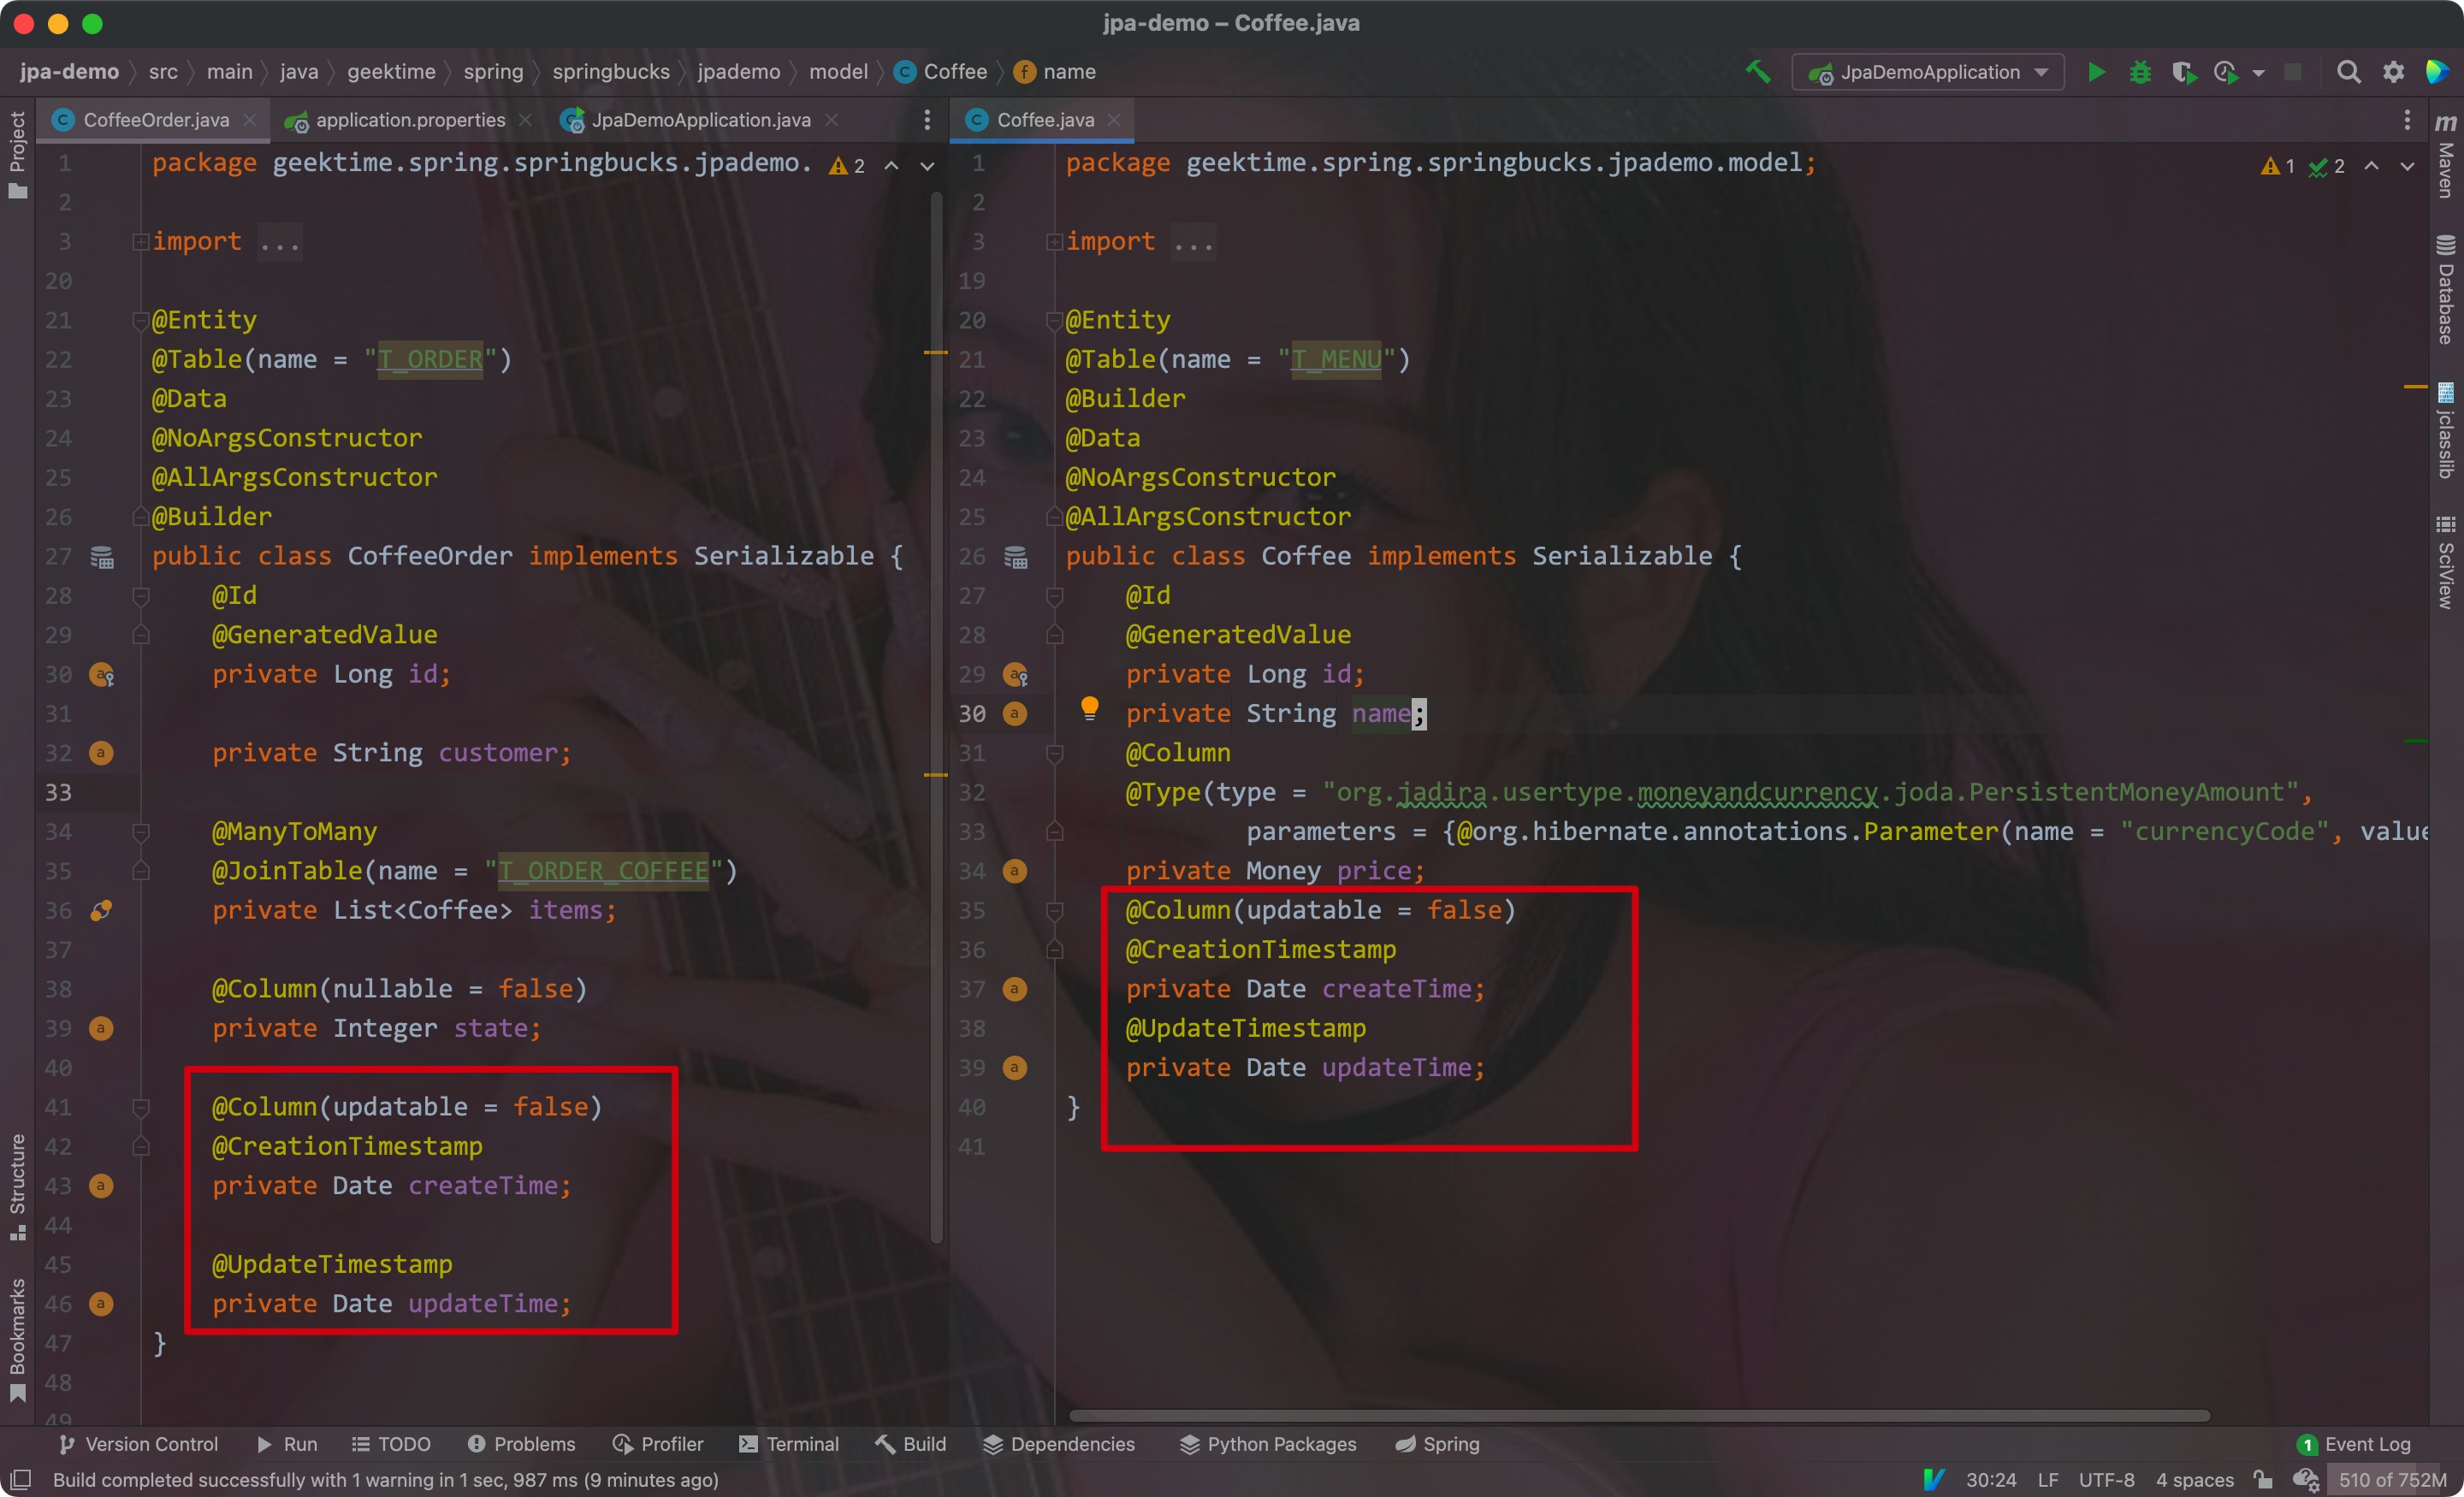 jpa-demo – Coffee.java
jpa-demo src main java geektime spring springbucks jpademo model Coffee name
JpaDemoApplication
CoffeeOrder.java application.properties JpaDemoApplication.java
1 package geektime.spring.springbucks.jpademo. 2
2
3 import ...
20
21 @Entity
22 @Table(name = "T_ORDER")
23 @Data
24 @NoArgsConstructor
25 @AllArgsConstructor
26 @Builder
27 public class CoffeeOrder implements Serializable {
28 @Id
29 @GeneratedValue
30 private Long id;
31
32 private String customer;
33
34 @ManyToMany
35 @JoinTable(name = "T_ORDER_COFFEE")
36 private List<Coffee> items;
37
38 @Column(nullable = false)
39 private Integer state;
40
41 @Column(updatable = false)
42 @CreationTimestamp
43 private Date createTime;
44
45 @UpdateTimestamp
46 private Date updateTime;
47 }
48
49
Coffee.java
1 package geektime.spring.springbucks.jpademo.model; 1 2
2
3 import ...
19
20 @Entity
21 @Table(name = "T_MENU")
22 @Builder
23 @Data
24 @NoArgsConstructor
25 @AllArgsConstructor
26 public class Coffee implements Serializable {
27 @Id
28 @GeneratedValue
29 private Long id;
30 private String name;
31 @Column
32 @Type(type = "org.jadira.usertype.moneyandcurrency.joda.PersistentMoneyAmount",
33 parameters = {@org.hibernate.annotations.Parameter(name = "currencyCode", value
34 private Money price;
35 @Column(updatable = false)
36 @CreationTimestamp
37 private Date createTime;
38 @UpdateTimestamp
39 private Date updateTime;
40 }
41
Project
Structure
Bookmarks
m Maven
Database
jclasslib
SciView
Version Control Run TODO Problems Profiler Terminal Build Dependencies Python Packages Spring 1 Event Log
Build completed successfully with 1 warning in 1 sec, 987 ms (9 minutes ago) 30:24 LF UTF-8 4 spaces 510 of 752M